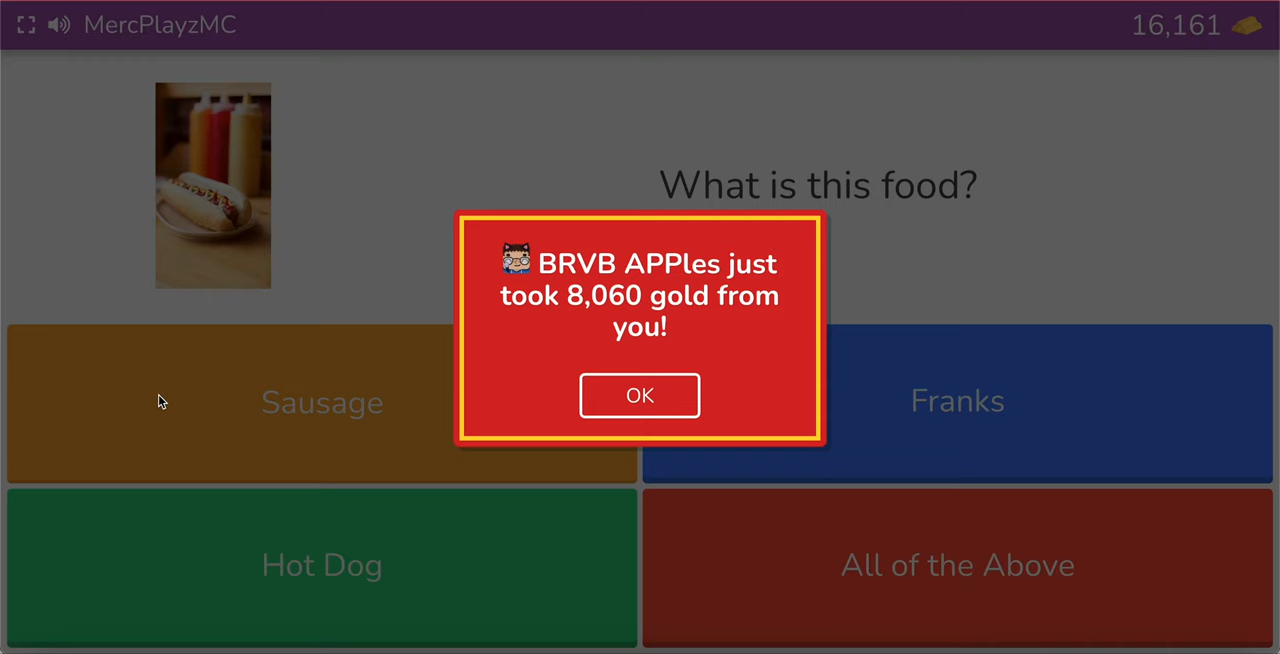 MercPlayzMC
16,161
What is this food?
BRVB APPles just
took 8,060 gold from
you!
OK
Sausage
Franks
Hot Dog
All of the Above